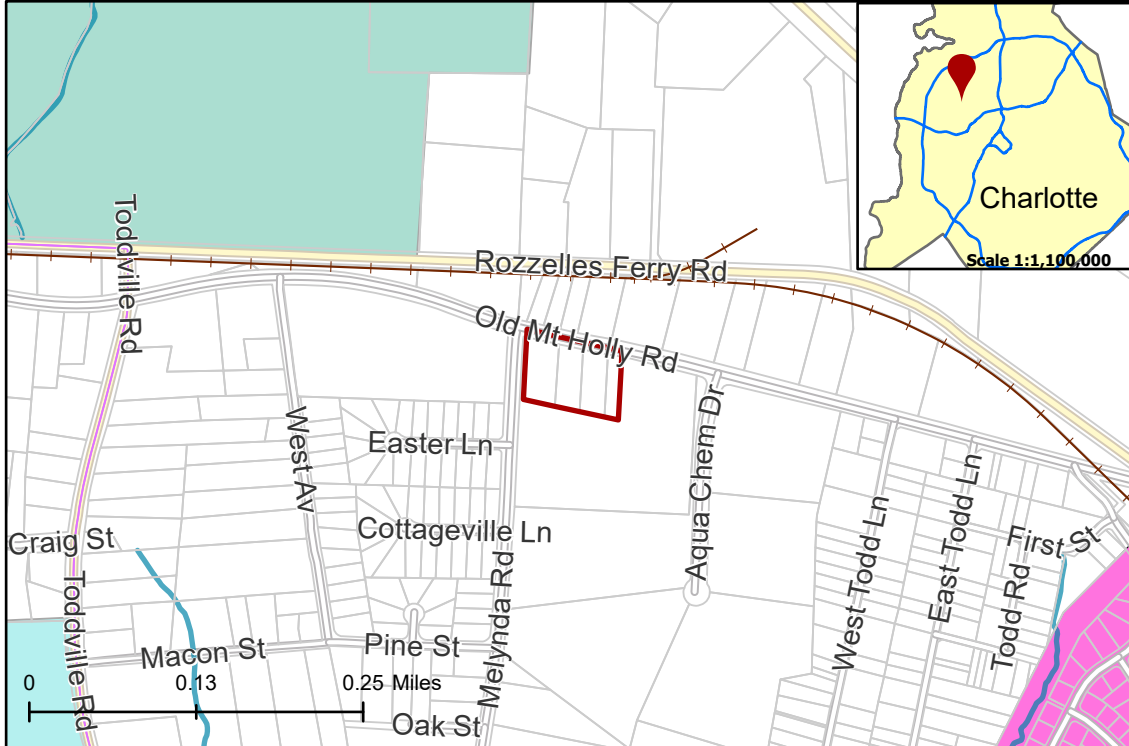 Charlotte
Scale 1:1,100,000
Toddville Rd
Rozzelles Ferry Rd
Old Mt Holly Rd
West Av
Easter Ln
Aqua Chem Dr
Cottageville Ln
Craig St
Melynda Rd
West Todd Ln
East Todd Ln
First St
Todd Rd
Toddville Rd
Macon St
Pine St
Oak St
0 0.13 0.25 Miles